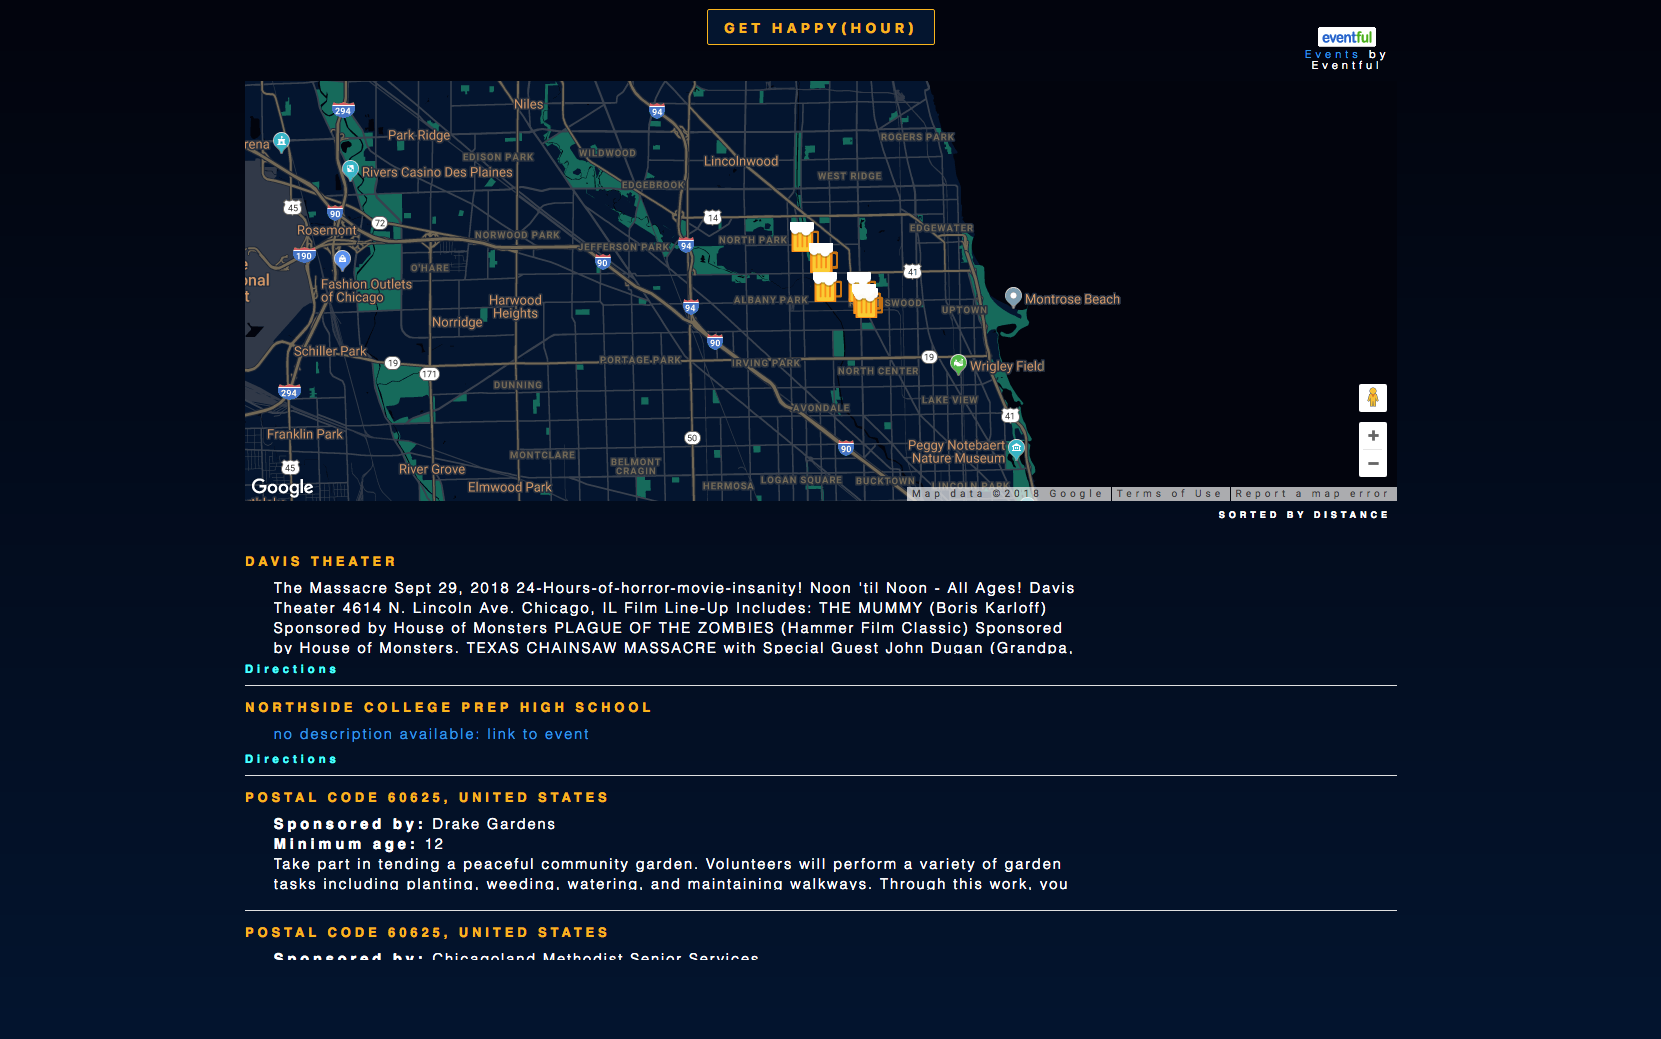 GET HAPPY(HOUR)
eventful
Events by
Eventful
Niles
294
94
Park Ridge
ROGERS PARK
rena
EDISON PARK
WILDWOOD
Lincolnwood
Rivers Casino Des Plaines
WEST RIDGE
EDGEBROOK
45
90
14
72
Rosemont
EDGEWATER
NORWOOD PARK
NORTH PARK
JEFFERSON PARK
94
190
90
O'HARE
41
nal
t
Fashion Outlets
of Chicago
Harwood
Heights
ALBANY PARK
SWOOD
Montrose Beach
94
UPTOWN
Norridge
90
Schiller Park
19
PORTAGE PARK
IRVING PARK
19
Wrigley Field
171
NORTH CENTER
DUNNING
294
LAKE VIEW
AVONDALE
41
Franklin Park
50
90
Peggy Notebaert
Nature Museum
MONTCLARE
BELMONT
CRAGIN
45
River Grove
LOGAN SQUARE
BUCKTOWN
Google
Elmwood Park
HERMOSA
LINCOLN PARK
Map data ©2018 Google
Terms of Use
Report a map error
SORTED BY DISTANCE
DAVIS THEATER
The Massacre Sept 29, 2018 24-Hours-of-horror-movie-insanity! Noon 'til Noon - All Ages! Davis
Theater 4614 N. Lincoln Ave. Chicago, IL Film Line-Up Includes: THE MUMMY (Boris Karloff)
Sponsored by House of Monsters PLAGUE OF THE ZOMBIES (Hammer Film Classic) Sponsored
by House of Monsters. TEXAS CHAINSAW MASSACRE with Special Guest John Dugan (Grandpa,
Directions
NORTHSIDE COLLEGE PREP HIGH SCHOOL
no description available: link to event
Directions
POSTAL CODE 60625, UNITED STATES
Sponsored by: Drake Gardens
Minimum age: 12
Take part in tending a peaceful community garden. Volunteers will perform a variety of garden
tasks including planting, weeding, watering, and maintaining walkways. Through this work, you
POSTAL CODE 60625, UNITED STATES
Sponsored by: Chicagoland Methodist Senior Services